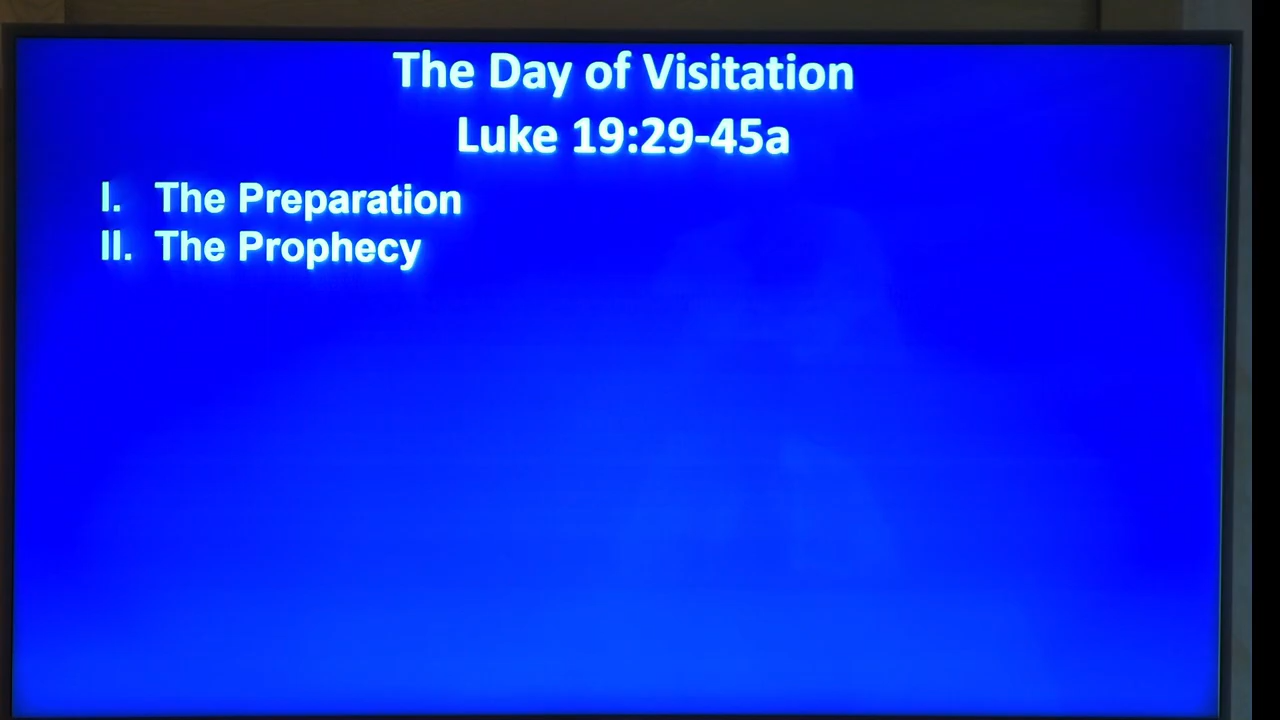 The Day of Visitation
Luke 19:29-45a
I. The Preparation
II. The Prophecy